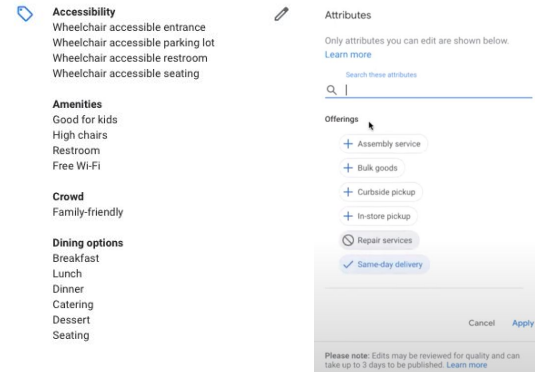 Accessibility
Wheelchair accessible entrance
Wheelchair accessible parking lot
Wheelchair accessible restroom
Wheelchair accessible seating
Amenities
Good for kids
High chairs
Restroom
Free Wi-Fi
Crowd
Family-friendly
Dining options
Breakfast
Lunch
Dinner
Catering
Dessert
Seating
Attributes
Only attributes you can edit are shown below.
Learn more
Search these attributes
Offerings
Assembly service
Bulk goods
Curbside pickup
In-store pickup
Repair services
Same-day delivery
Cancel Apply
Please note: Edits may be reviewed for quality and can
take up to 3 days to be published. Learn more